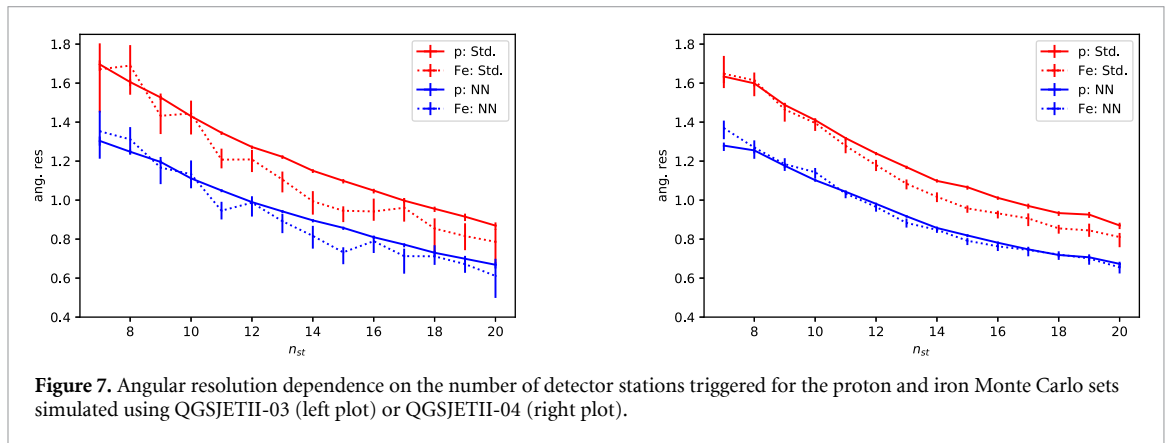 1.8
1.6
1.4
1.2
1.0
0.8
0.6
0.4
ang. res
8 10 12 14 16 18 20
n_st
p: Std.
Fe: Std.
p: NN
Fe: NN
1.8
1.6
1.4
1.2
1.0
0.8
0.6
0.4
ang. res
8 10 12 14 16 18 20
n_st
p: Std.
Fe: Std.
p: NN
Fe: NN
Figure 7. Angular resolution dependence on the number of detector stations triggered for the proton and iron Monte Carlo sets
simulated using QGSJETII-03 (left plot) or QGSJETII-04 (right plot).